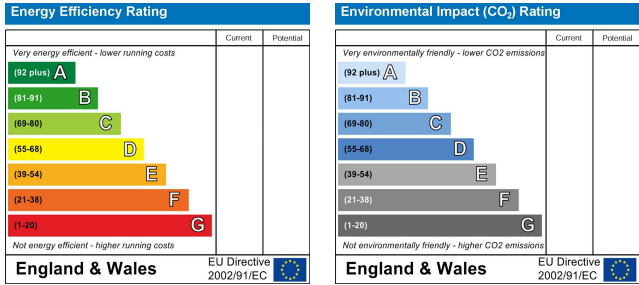 Energy Efficiency Rating
Current Potential
Very energy efficient - lower running costs
(92 plus) A
(81-91) B
(69-80) C
(55-68) D
(39-54) E
(21-38) F
(1-20) G
Not energy efficient - higher running costs
England & Wales
EU Directive
2002/91/EC
Environmental Impact (CO₂) Rating
Current Potential
Very environmentally friendly - lower CO2 emissions
(92 plus) A
(81-91) B
(69-80) C
(55-68) D
(39-54) E
(21-38) F
(1-20) G
Not environmentally friendly - higher CO2 emissions
England & Wales
EU Directive
2002/91/EC